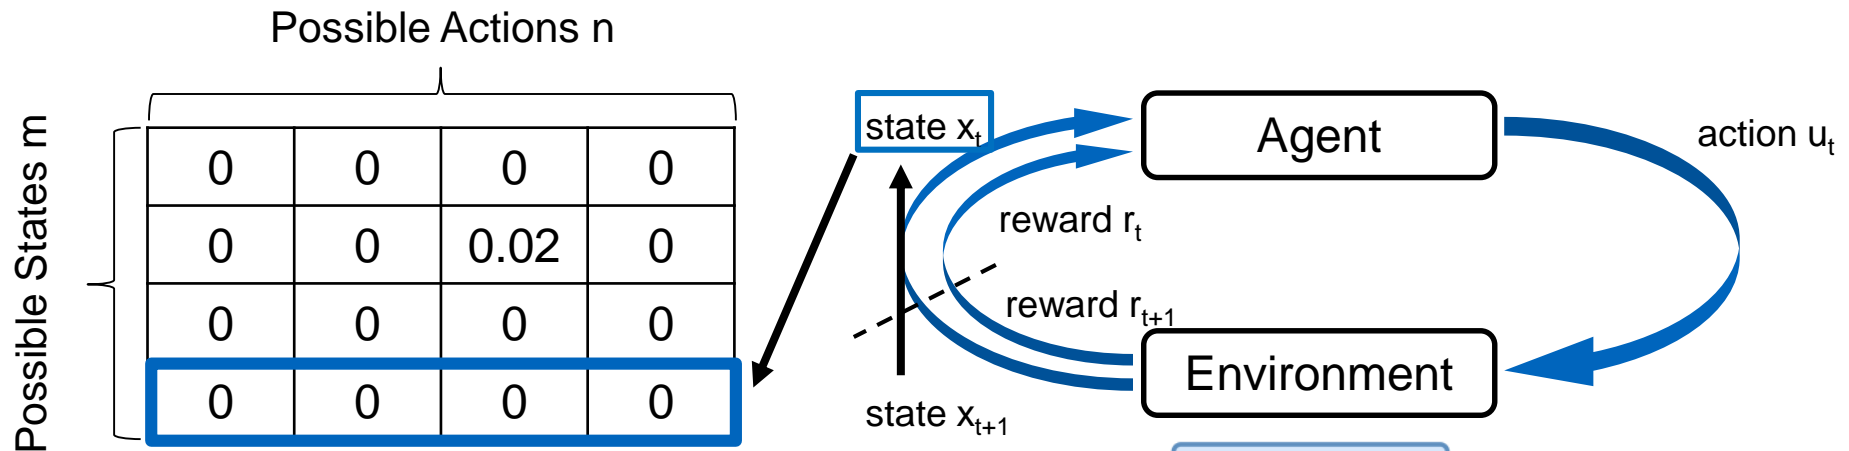 Possible Actions n
Possible States m
0 0 0 0
0 0 0.02 0
0 0 0 0
0 0 0 0
state xt
Agent
action ut
reward rt
reward rt+1
Environment
state xt+1